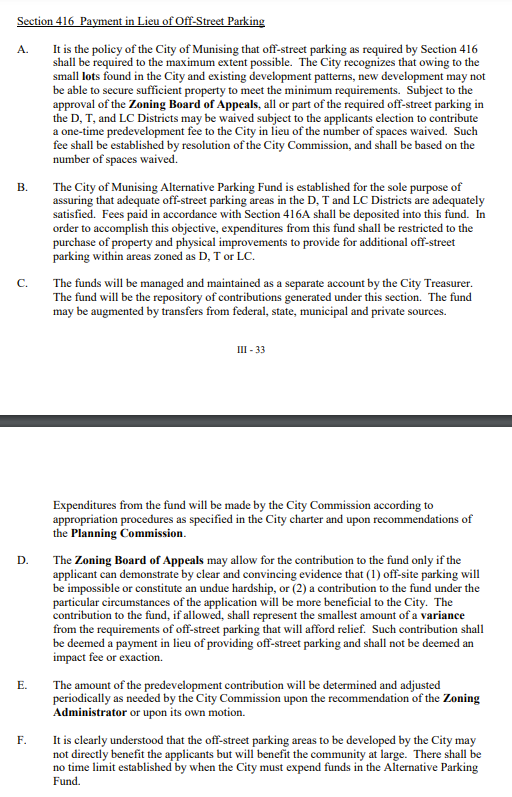 Section 416 Payment in Lieu of Off-Street Parking
A. It is the policy of the City of Munising that off-street parking as required by Section 416
shall be required to the maximum extent possible. The City recognizes that owing to the
small lots found in the City and existing development patterns, new development may not
be able to secure sufficient property to meet the minimum requirements. Subject to the
approval of the Zoning Board of Appeals, all or part of the required off-street parking in
the D, T, and LC Districts may be waived subject to the applicants election to contribute
a one-time predevelopment fee to the City in lieu of the number of spaces waived. Such
fee shall be established by resolution of the City Commission, and shall be based on the
number of spaces waived.
B. The City of Munising Alternative Parking Fund is established for the sole purpose of
assuring that adequate off-street parking areas in the D, T and LC Districts are adequately
satisfied. Fees paid in accordance with Section 416A shall be deposited into this fund. In
order to accomplish this objective, expenditures from this fund shall be restricted to the
purchase of property and physical improvements to provide for additional off-street
parking within areas zoned as D, T or LC.
C. The funds will be managed and maintained as a separate account by the City Treasurer.
The fund will be the repository of contributions generated under this section. The fund
may be augmented by transfers from federal, state, municipal and private sources.
III - 33
Expenditures from the fund will be made by the City Commission according to
appropriation procedures as specified in the City charter and upon recommendations of
the Planning Commission.
D. The Zoning Board of Appeals may allow for the contribution to the fund only if the
applicant can demonstrate by clear and convincing evidence that (1) off-site parking will
be impossible or constitute an undue hardship, or (2) a contribution to the fund under the
particular circumstances of the application will be more beneficial to the City. The
contribution to the fund, if allowed, shall represent the smallest amount of a variance
from the requirements of off-street parking that will afford relief. Such contribution shall
be deemed a payment in lieu of providing off-street parking and shall not be deemed an
impact fee or exaction.
E. The amount of the predevelopment contribution will be determined and adjusted
periodically as needed by the City Commission upon the recommendation of the Zoning
Administrator or upon its own motion.
F. It is clearly understood that the off-street parking areas to be developed by the City may
not directly benefit the applicants but will benefit the community at large. There shall be
no time limit established by when the City must expend funds in the Alternative Parking
Fund.